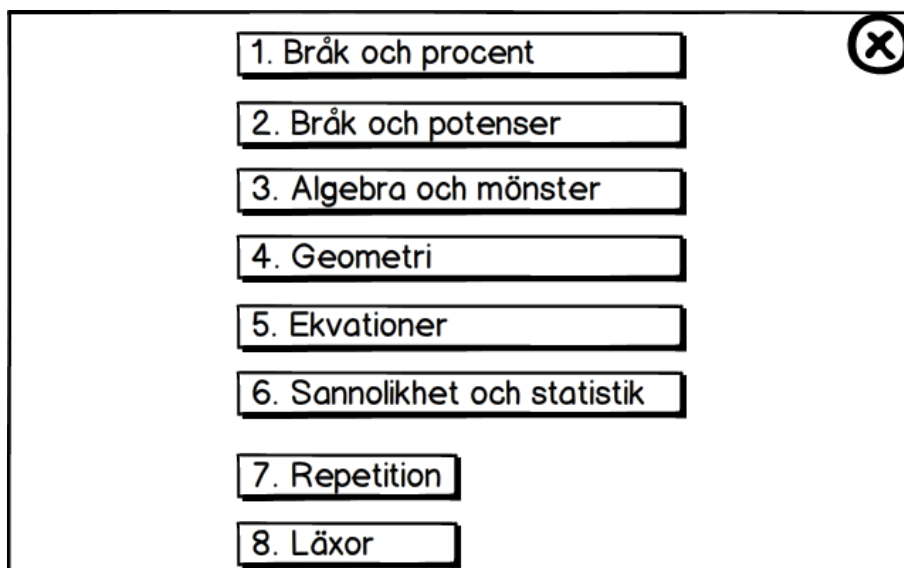 1. Bråk och procent
2. Bråk och potenser
3. Algebra och mönster
4. Geometri
5. Ekvationer
6. Sannolikhet och statistik
7. Repetition
8. Läxor